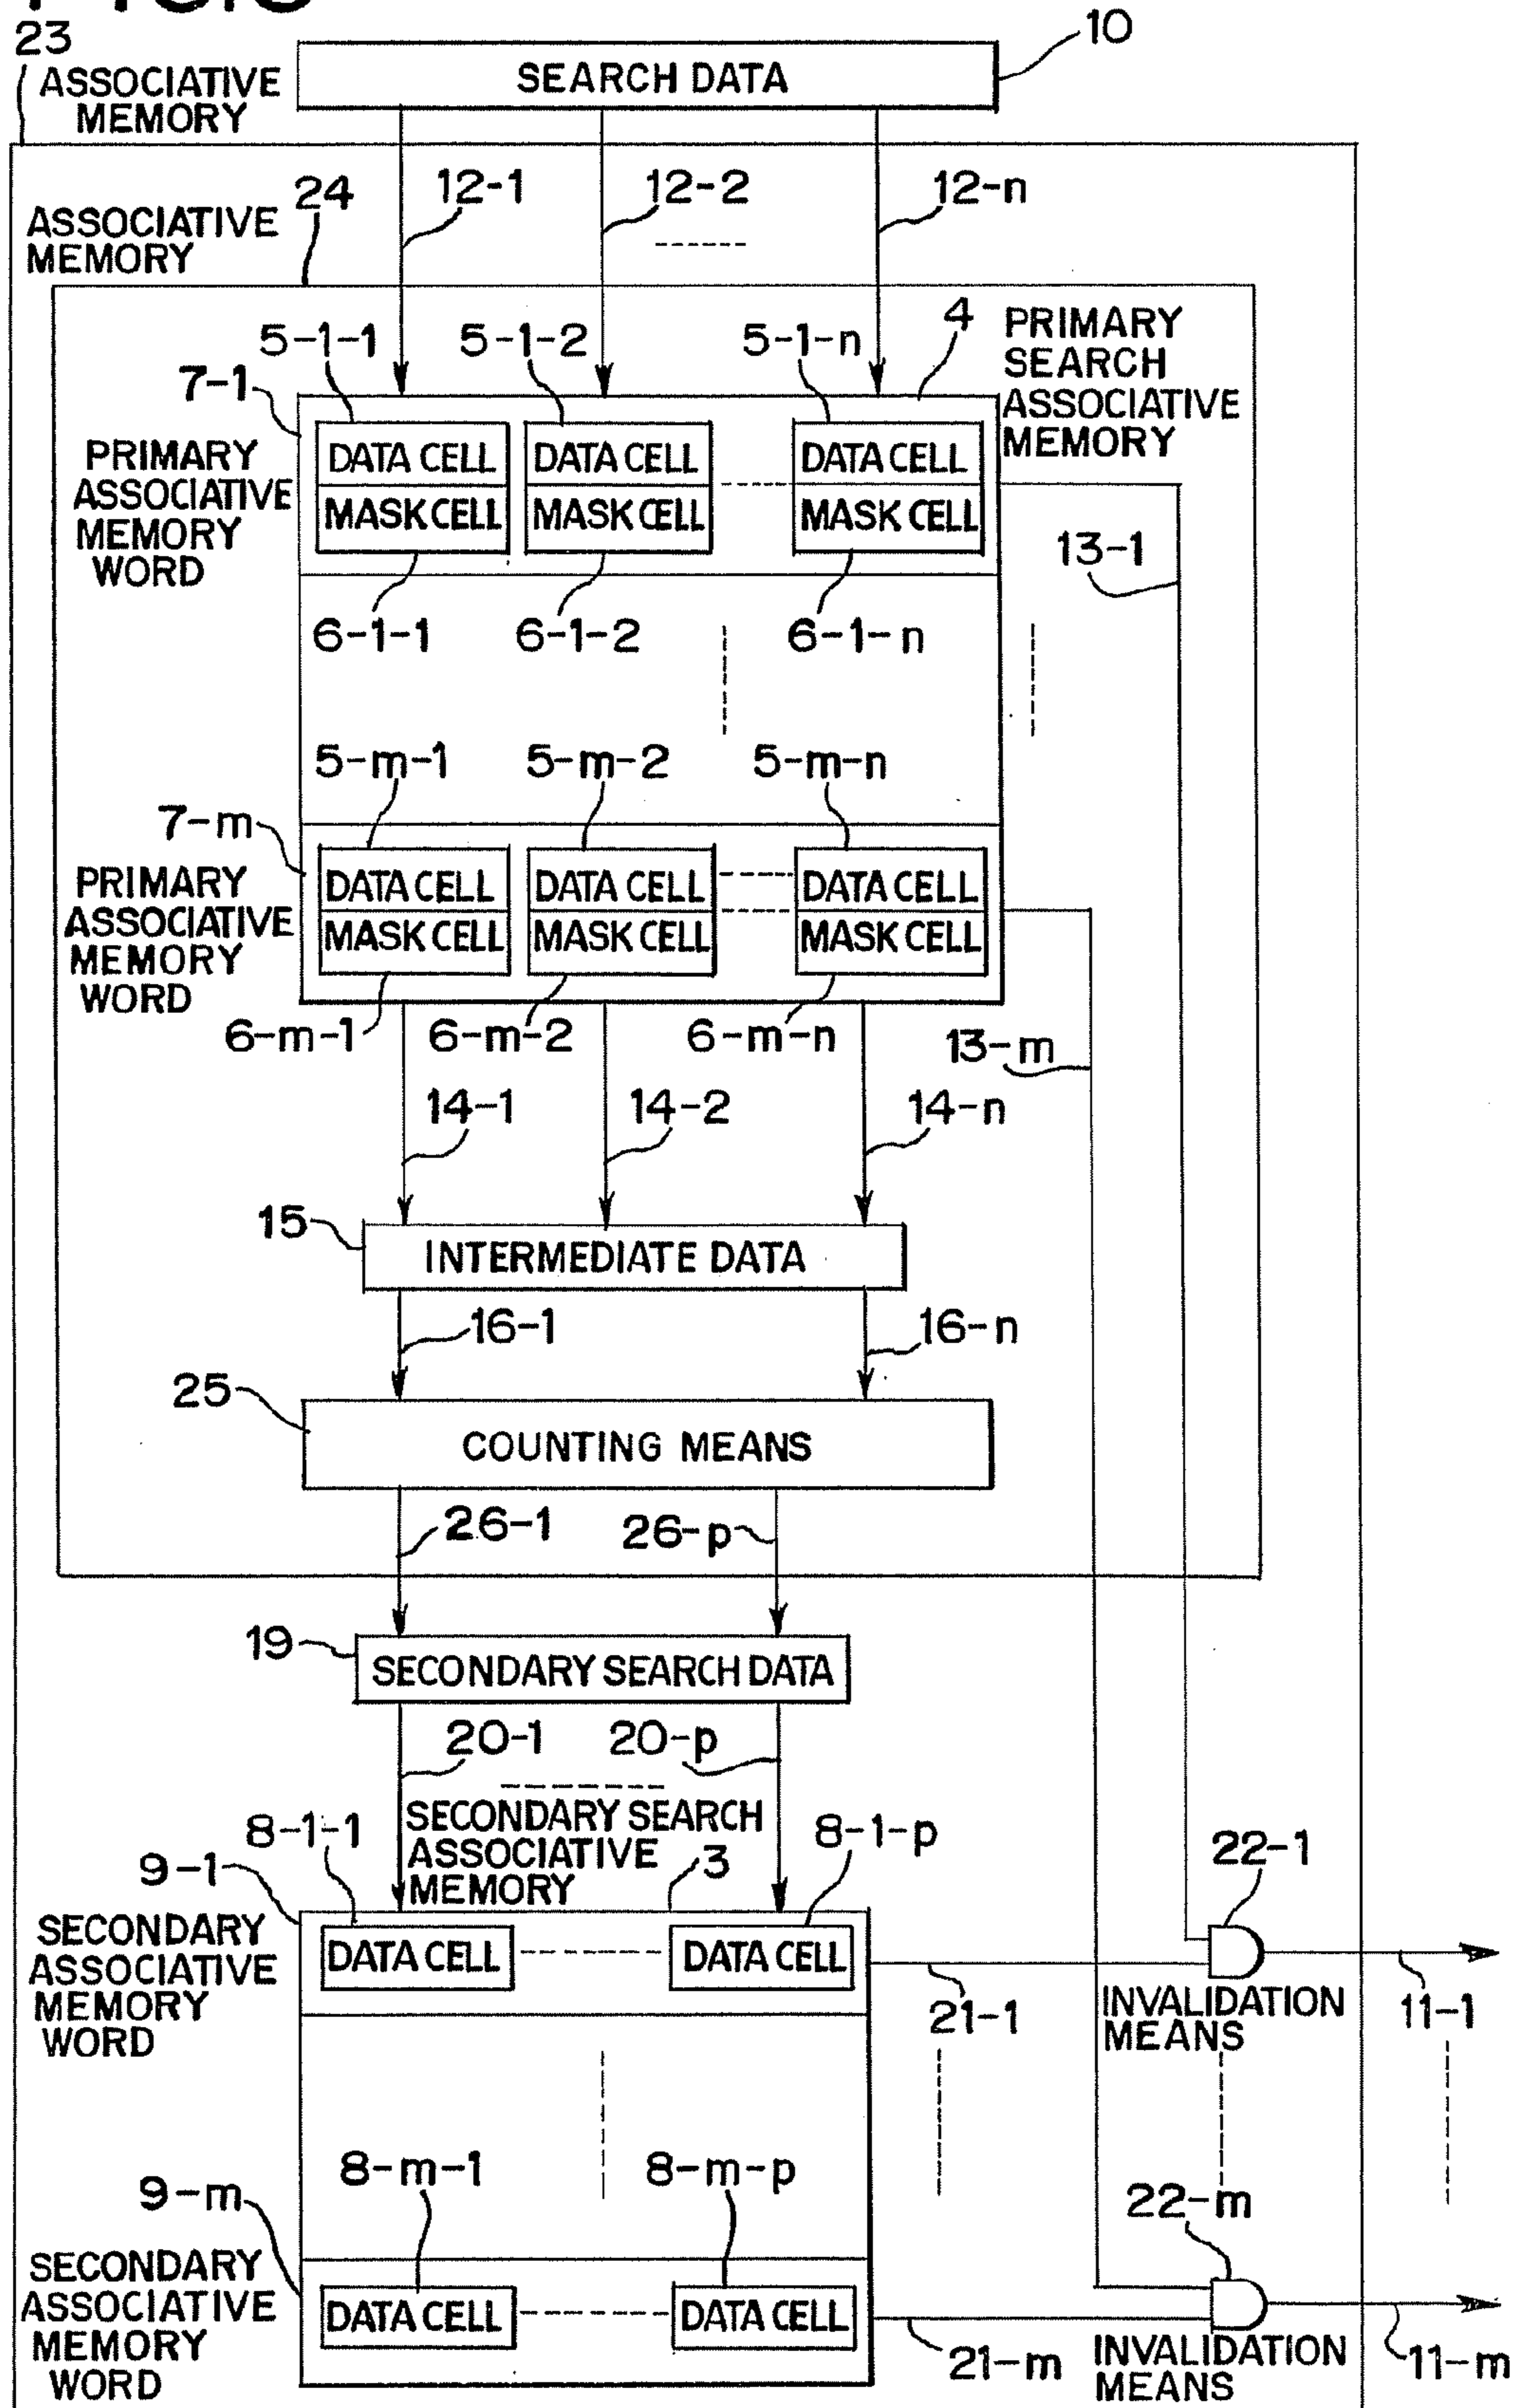 23
ASSOCIATIVE
MEMORY
SEARCH DATA
10
ASSOCIATIVE
MEMORY
24
12-1
12-2
12-n
5-1-1
5-1-2
5-1-n
4
PRIMARY
SEARCH
ASSOCIATIVE
MEMORY
7-1
PRIMARY
ASSOCIATIVE
MEMORY
WORD
DATA CELL
MASK CELL
DATA CELL
MASK CELL
DATA CELL
MASK CELL
13-1
6-1-1
6-1-2
6-1-n
5-m-1
5-m-2
5-m-n
7-m
PRIMARY
ASSOCIATIVE
MEMORY
WORD
DATA CELL
MASK CELL
DATA CELL
MASK CELL
DATA CELL
MASK CELL
6-m-1
6-m-2
6-m-n
13-m
14-1
14-2
14-n
15
INTERMEDIATE DATA
16-1
16-n
25
COUNTING MEANS
26-1
26-p
19
SECONDARY SEARCH DATA
20-1
20-p
SECONDARY SEARCH
ASSOCIATIVE
MEMORY
3
8-1-1
8-1-p
9-1
SECONDARY
ASSOCIATIVE
MEMORY
WORD
DATA CELL
DATA CELL
22-1
21-1
INVALIDATION
MEANS
11-1
8-m-1
8-m-p
9-m
SECONDARY
ASSOCIATIVE
MEMORY
WORD
DATA CELL
DATA CELL
22-m
21-m
INVALIDATION
MEANS
11-m